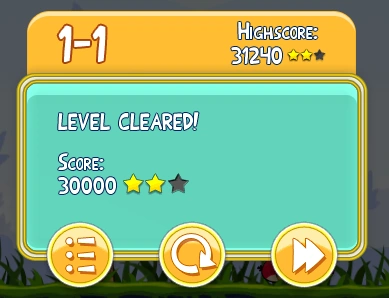 1-1
Highscore:
31240
LEVEL CLEARED!
Score:
30000